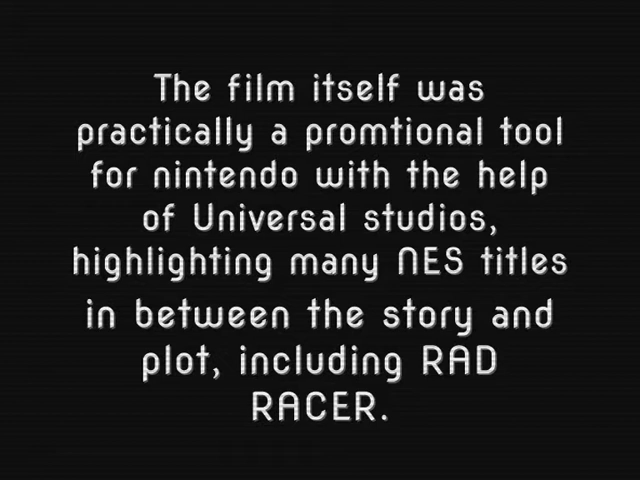 The film itself was
practically a promtional tool
for nintendo with the help
of Universal studios,
highlighting many NES titles
in between the story and
plot, including RAD
RACER.